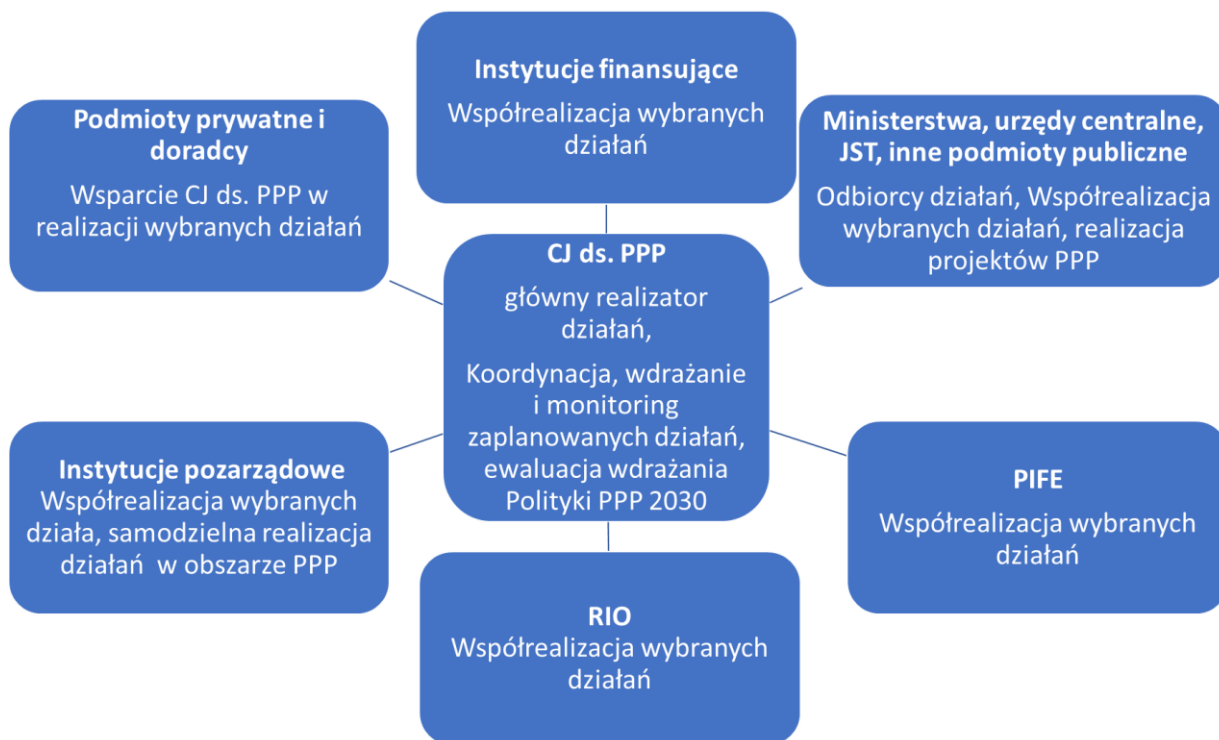 Instytucje finansujące
Współrealizacja wybranych
działań
Podmioty prywatne i
doradcy
Wsparcie CJ ds. PPP w
realizacji wybranych działań
Ministerstwa, urzędy centralne,
JST, inne podmioty publiczne
Odbiorcy działań, Współrealizacja
wybranych działań, realizacja
projektów PPP
CJ ds. PPP
główny realizator
działań,
Koordynacja, wdrażanie
i monitoring
zaplanowanych działań,
ewaluacja wdrażania
Polityki PPP 2030
Instytucje pozarządowe
Współrealizacja wybranych
działa, samodzielna realizacja
działań w obszarze PPP
PIFE
Współrealizacja wybranych
działań
RIO
Współrealizacja wybranych
działań